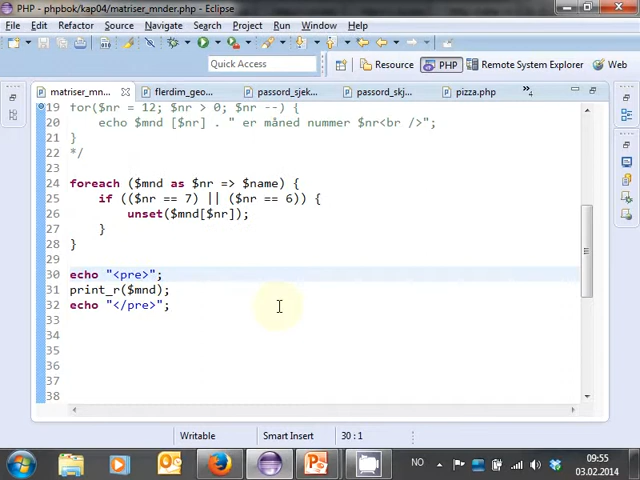 PHP - phpbok/kap04/matriser_mnder.php - Eclipse
File Edit Refactor Source Navigate Search Project Run Window Help
Quick Access
Resource PHP Remote System Explorer Web
matriser_mn... flerdim_geo... passord_sjek... passord_skj... pizza.php »4
19 for($nr = 12; $nr > 0; $nr --) {
20 echo $mnd [$nr] . " er måned nummer $nr<br />";
21 }
22 */
23
24 foreach ($mnd as $nr => $name) {
25 if (($nr == 7) || ($nr == 6)) {
26 unset($mnd[$nr]);
27 }
28 }
29
30 echo "<pre>";
31 print_r($mnd);
32 echo "</pre>";
33
34
35
36
37
38
Writable Smart Insert 30 : 1
NO 09:55
03.02.2014